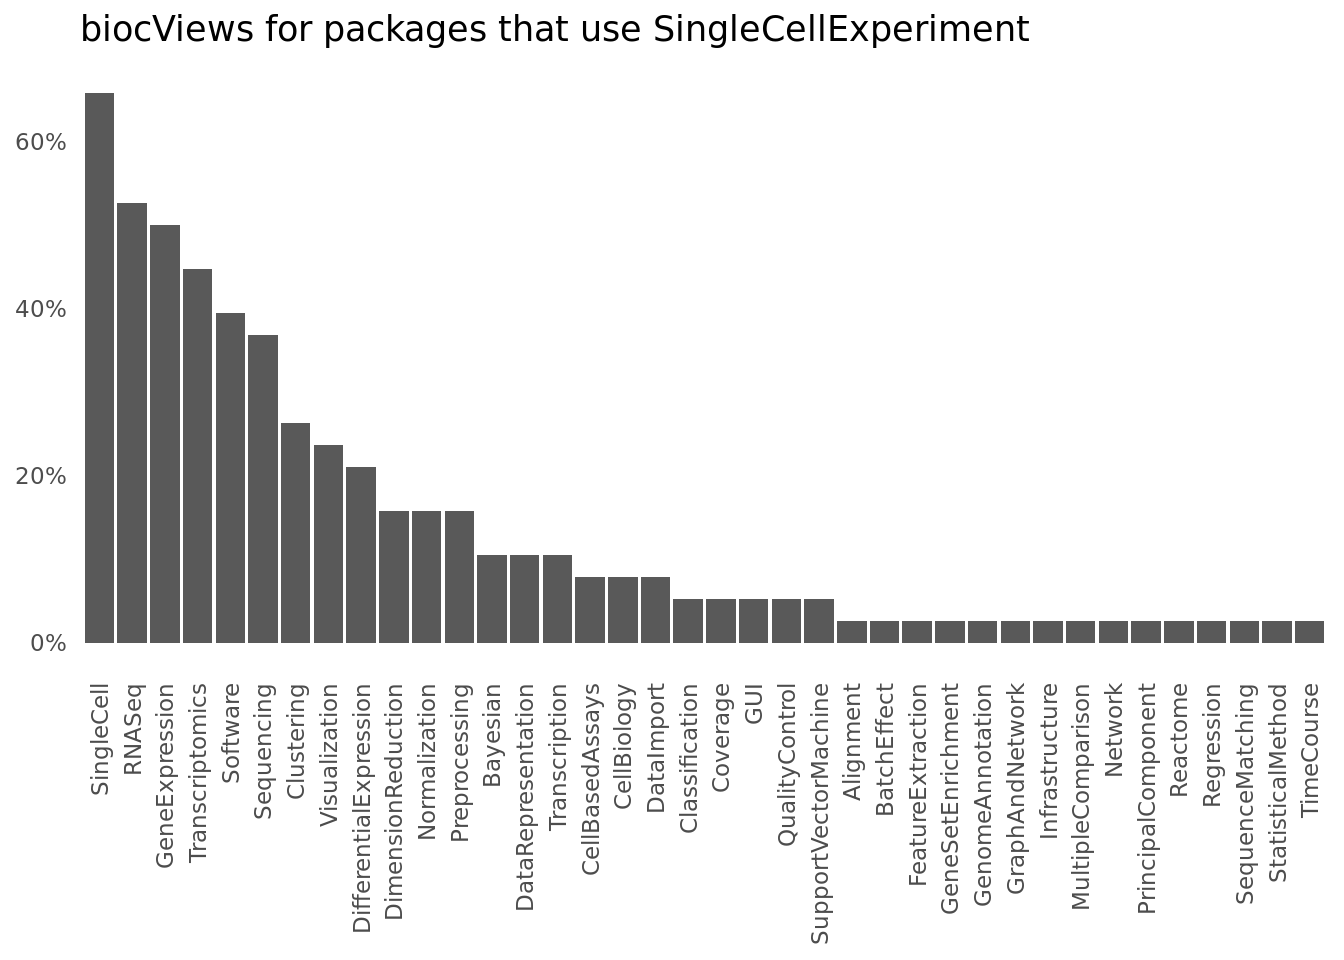 biocViews for packages that use SingleCellExperiment
60%
40%
20%
0%
SingleCell
RNASeq
GeneExpression
Transcriptomics
Software
Sequencing
Clustering
Visualization
DifferentialExpression
DimensionReduction
Normalization
Preprocessing
Bayesian
DataRepresentation
Transcription
CellBasedAssays
CellBiology
DataImport
Classification
Coverage
GUI
QualityControl
SupportVectorMachine
Alignment
BatchEffect
FeatureExtraction
GeneSetEnrichment
GenomeAnnotation
GraphAndNetwork
Infrastructure
MultipleComparison
Network
PrincipalComponent
Reactome
Regression
SequenceMatching
StatisticalMethod
TimeCourse